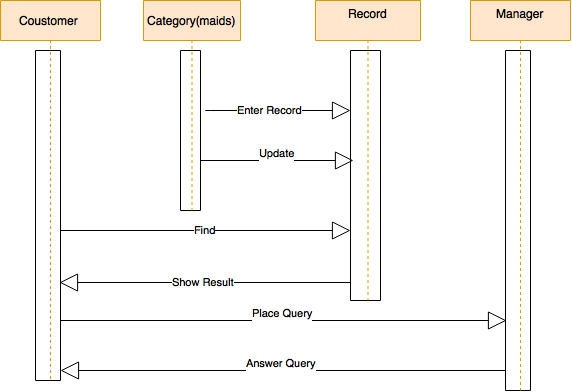 Coustomer
Category(maids)
Record
Manager
Enter Record
Update
Find
Show Result
Place Query
Answer Query